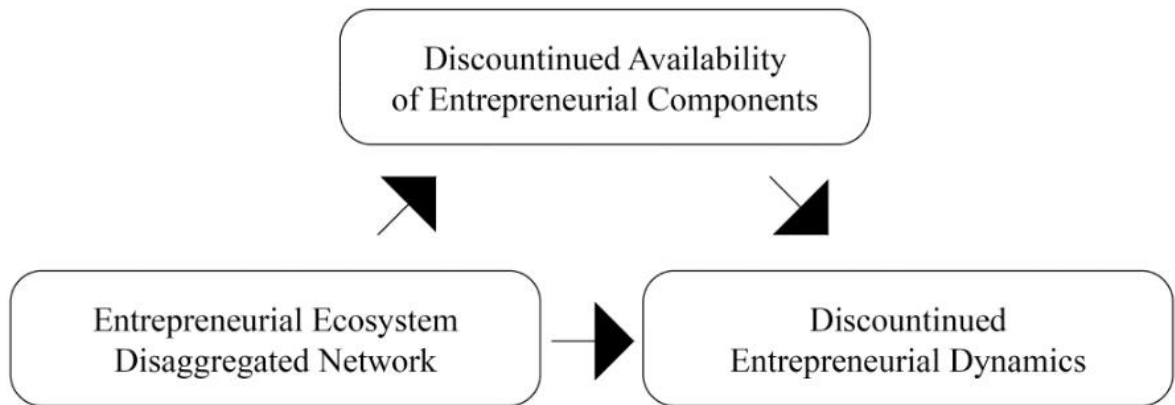 Discountinued Availability
of Entrepreneurial Components
Entrepreneurial Ecosystem
Disaggregated Network
Discountinued
Entrepreneurial Dynamics